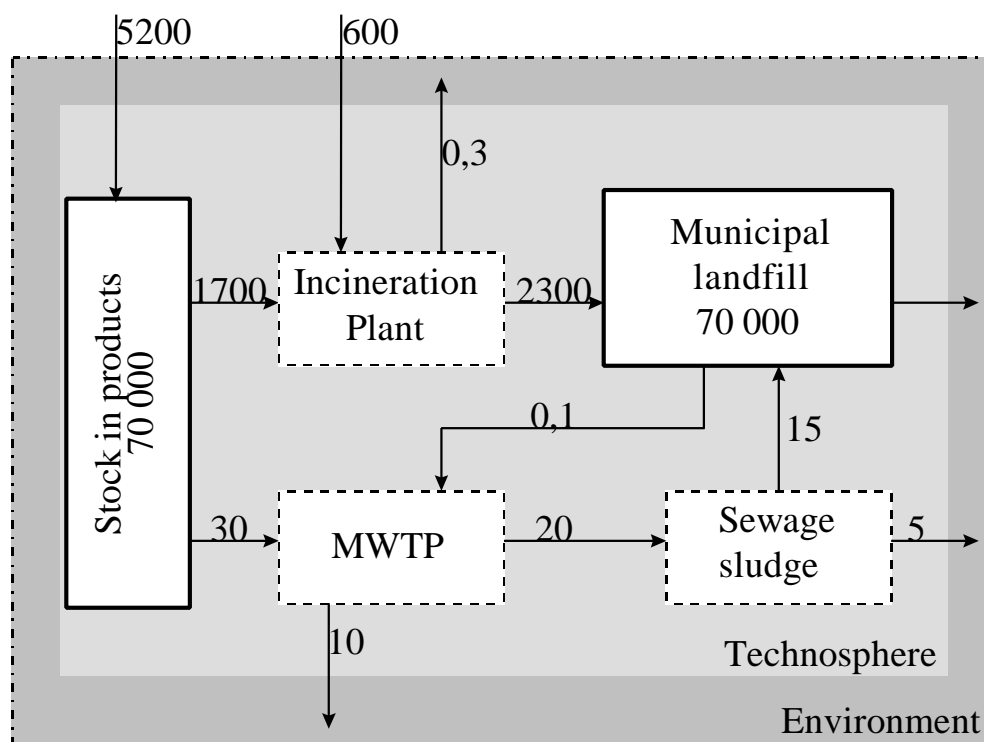 5200
600
0,3
Stock in products
70 000
1700
Incineration
Plant
2300
Municipal
landfill
70 000
0,1
15
30
MWTP
20
Sewage
sludge
5
10
Technosphere
Environment